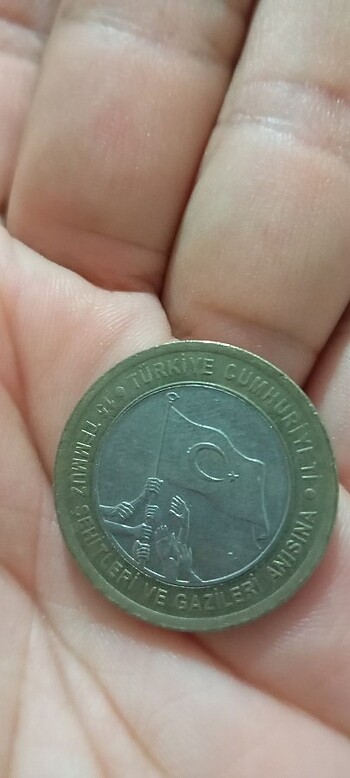 TÜRKİYE CUMHURİYETİ
15 TEMMUZ ŞEHİTLERİ VE GAZİLERİ ANISINA